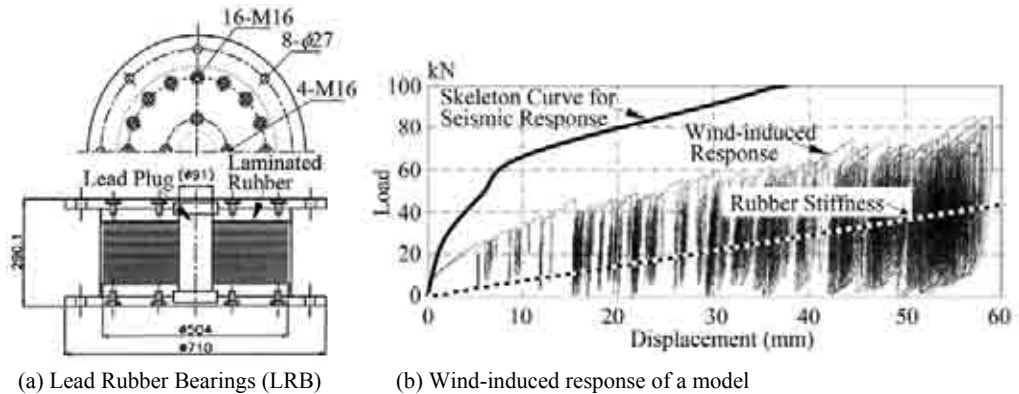 16-M16
8-ϕ27
4-M16
Lead Plug
(ϕ91)
Laminated
Rubber
290.1
ϕ504
ϕ710
(a) Lead Rubber Bearings (LRB)
kN
100
80
60
40
20
0
Load
Skeleton Curve for
Seismic Response
Wind-induced
Response
Rubber Stiffness
0 10 20 30 40 50 60
Displacement (mm)
(b) Wind-induced response of a model